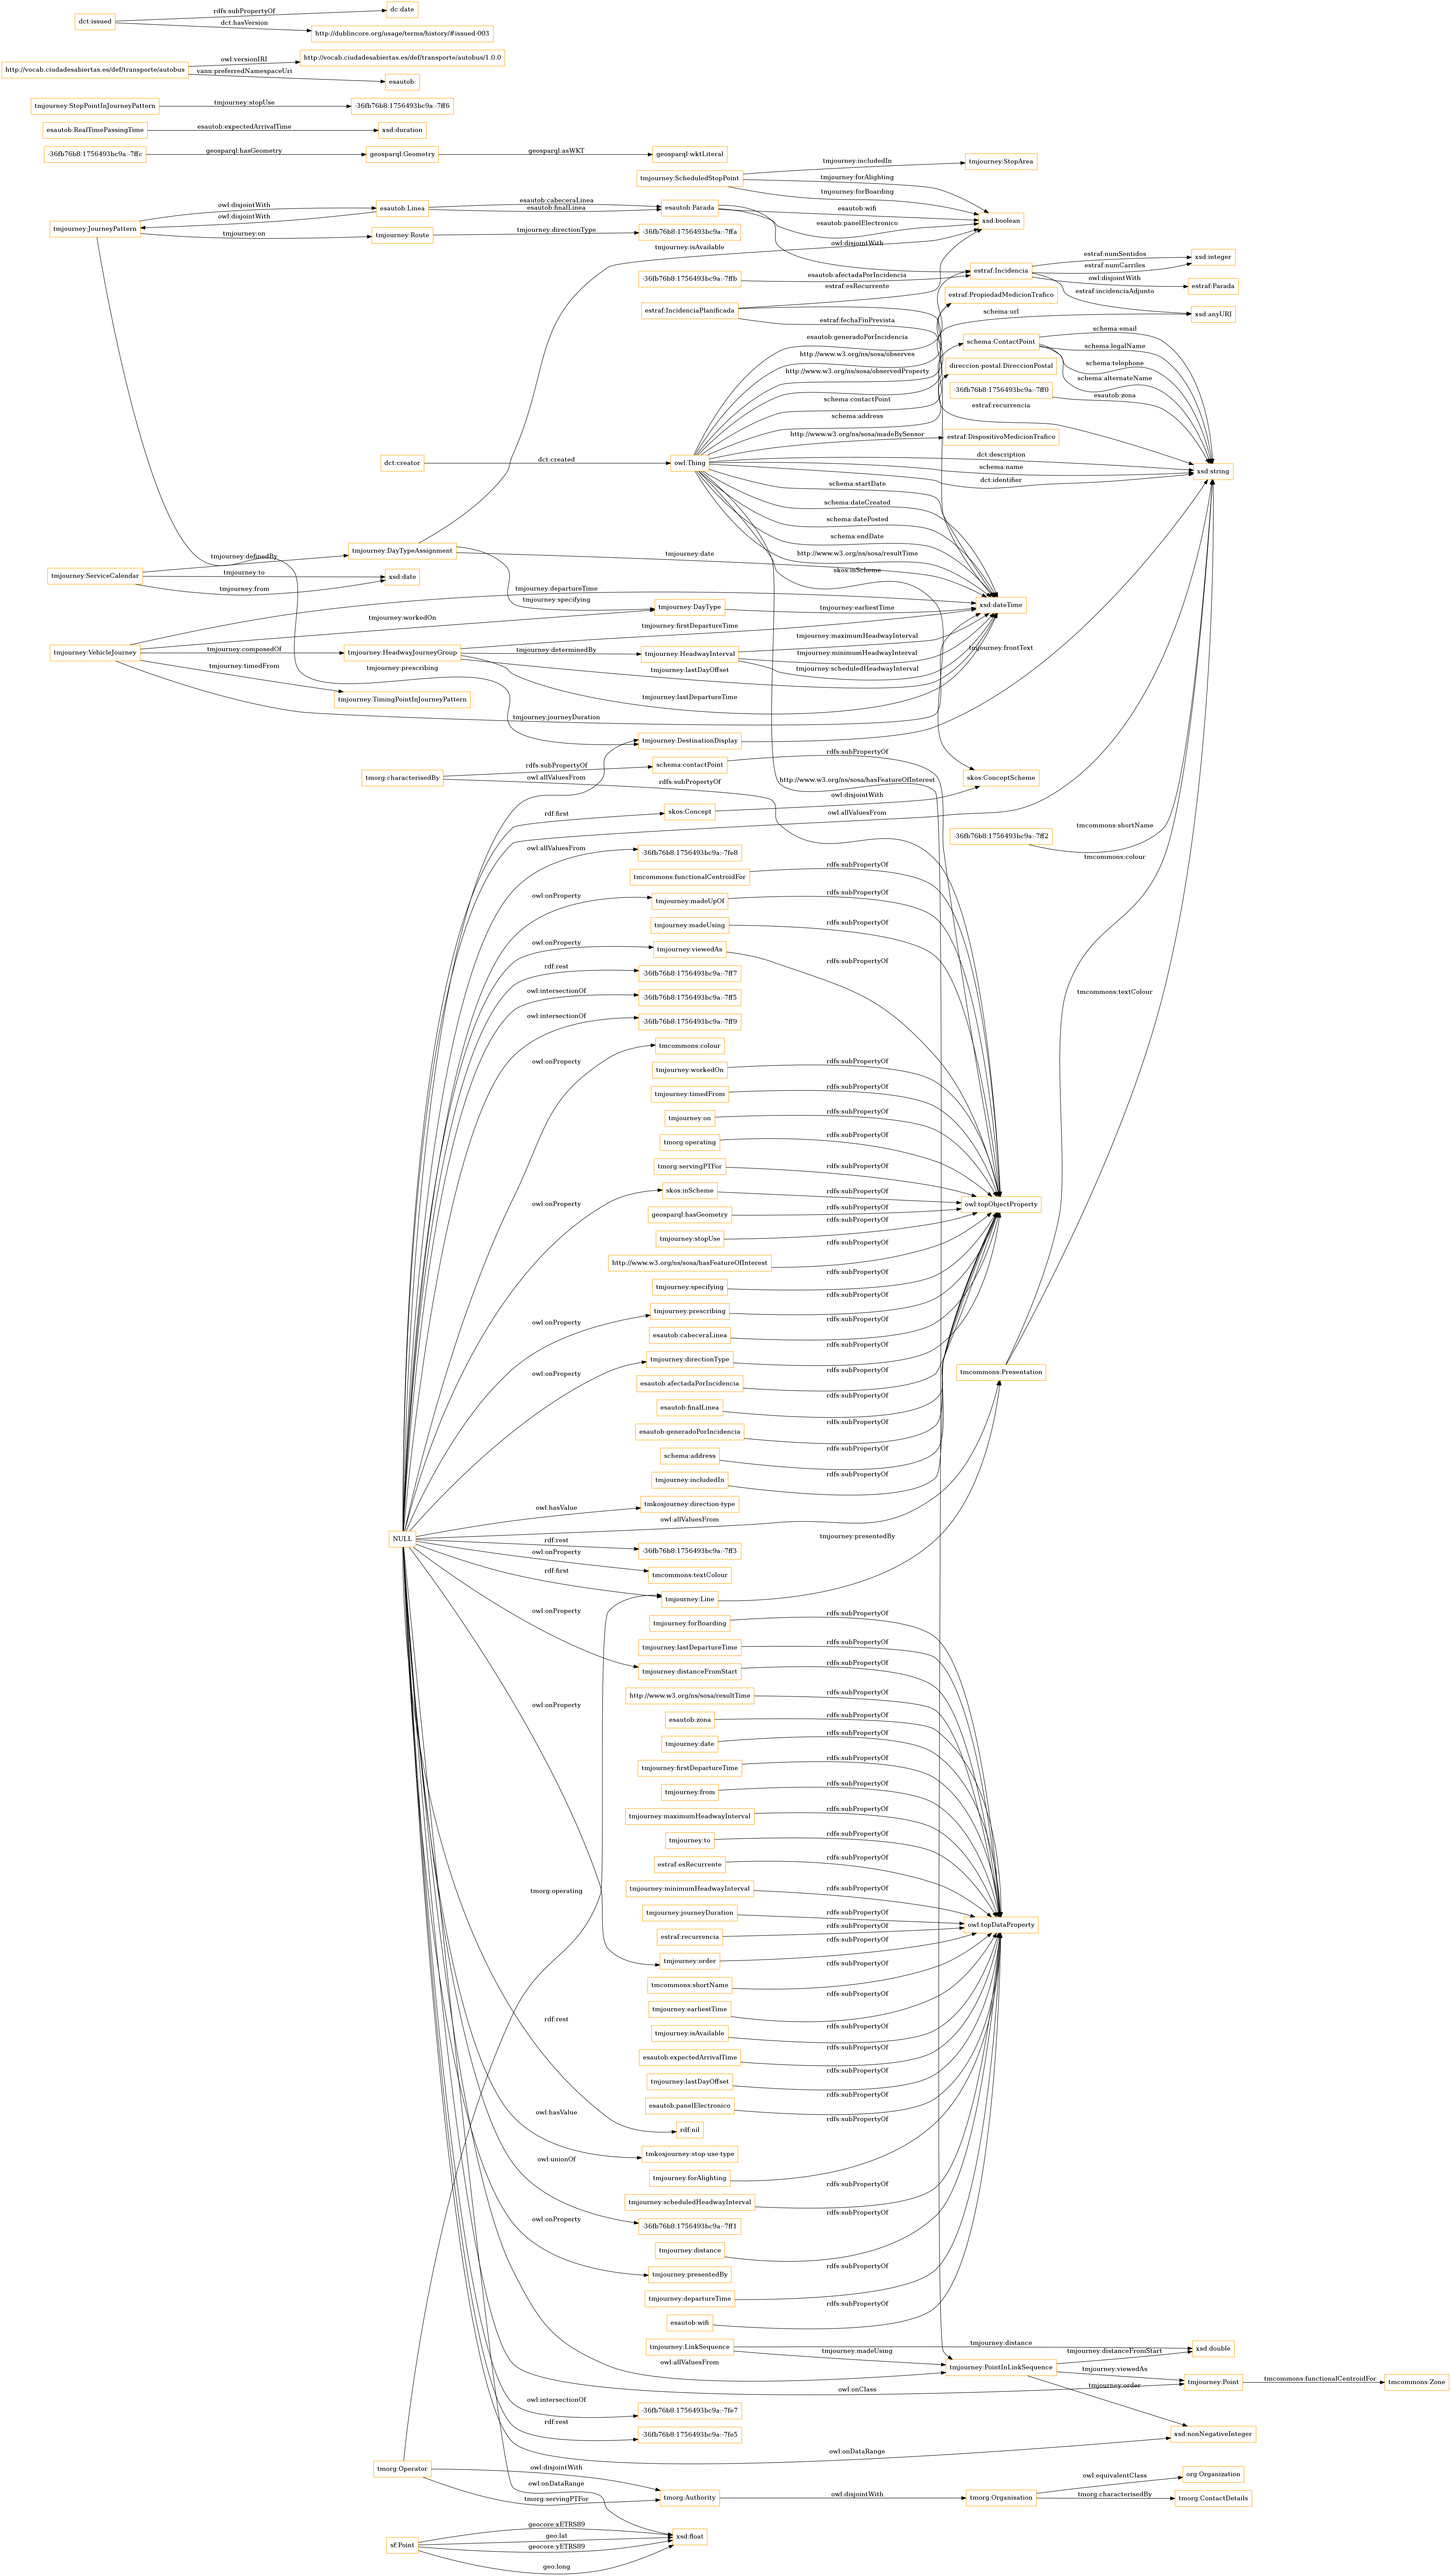 rdfs:subPropertyOf
dc:date
dct:issued
dct:hasVersion
http://dublincore.org/usage/terms/history/#issued-003
owl:versionIRI
http://vocab.ciudadesabiertas.es/def/transporte/autobus/1.0.0
http://vocab.ciudadesabiertas.es/def/transporte/autobus
vann:preferredNamespaceUri
esautob:
tmjourney:StopPointInJourneyPattern
tmjourney:stopUse
-36fb76b8:1756493bc9a:-7ff6
esautob:RealTimePassingTime
esautob:expectedArrivalTime
xsd:duration
-36fb76b8:1756493bc9a:-7ffc
geosparql:hasGeometry
geosparql:Geometry
geosparql:asWKT
geosparql:wktLiteral
tmjourney:ScheduledStopPoint
tmjourney:includedIn
tmjourney:StopArea
tmjourney:forAlighting
tmjourney:forBoarding
owl:disjointWith
esautob:Linea
esautob:cabeceraLinea
esautob:finalLinea
esautob:Parada
esautob:wifi
esautob:panelElectronico
xsd:boolean
owl:disjointWith
tmjourney:JourneyPattern
tmjourney:on
tmjourney:Route
tmjourney:directionType
-36fb76b8:1756493bc9a:-7ffa
tmjourney:isAvailable
owl:disjointWith
-36fb76b8:1756493bc9a:-7ffb
esautob:afectadaPorIncidencia
estraf:Incidencia
estraf:numSentidos
xsd:integer
estraf:numCarriles
owl:disjointWith
estraf:Parada
estraf:incidenciaAdjunto
xsd:anyURI
estraf:IncidenciaPlanificada
estraf:esRecurrente
estraf:fechaFinPrevista
estraf:PropiedadMedicionTrafico
schema:url
esautob:generadoPorIncidencia
http://www.w3.org/ns/sosa/observes
http://www.w3.org/ns/sosa/observedProperty
schema:ContactPoint
schema:email
schema:legalName
schema:telephone
schema:alternateName
direccion-postal:DireccionPostal
-36fb76b8:1756493bc9a:-7ff0
esautob:zona
schema:contactPoint
schema:address
estraf:recurrencia
http://www.w3.org/ns/sosa/madeBySensor
estraf:DispositivoMedicionTrafico
dct:creator
dct:created
owl:Thing
dct:description
schema:name
dct:identifier
xsd:string
schema:startDate
schema:dateCreated
schema:datePosted
schema:endDate
http://www.w3.org/ns/sosa/resultTime
skos:inScheme
tmjourney:ServiceCalendar
tmjourney:definedBy
tmjourney:DayTypeAssignment
tmjourney:to
tmjourney:from
xsd:date
tmjourney:date
tmjourney:departureTime
tmjourney:specifying
tmjourney:DayType
tmjourney:earliestTime
xsd:dateTime
tmjourney:workedOn
tmjourney:firstDepartureTime
tmjourney:VehicleJourney
tmjourney:composedOf
tmjourney:HeadwayJourneyGroup
tmjourney:determinedBy
tmjourney:HeadwayInterval
tmjourney:maximumHeadwayInterval
tmjourney:minimumHeadwayInterval
tmjourney:scheduledHeadwayInterval
tmjourney:frontText
tmjourney:timedFrom
tmjourney:prescribing
tmjourney:lastDayOffset
tmjourney:TimingPointInJourneyPattern
tmjourney:lastDepartureTime
tmjourney:journeyDuration
tmjourney:DestinationDisplay
rdfs:subPropertyOf
tmorg:characterisedBy
rdfs:subPropertyOf
schema:contactPoint
owl:allValuesFrom
rdfs:subPropertyOf
http://www.w3.org/ns/sosa/hasFeatureOfInterest
skos:ConceptScheme
owl:disjointWith
rdf:first
skos:Concept
owl:allValuesFrom
-36fb76b8:1756493bc9a:-7ff2
tmcommons:shortName
owl:allValuesFrom
-36fb76b8:1756493bc9a:-7fe8
tmcommons:colour
tmcommons:functionalCentroidFor
rdfs:subPropertyOf
owl:onProperty
tmjourney:madeUpOf
rdfs:subPropertyOf
tmjourney:madeUsing
rdfs:subPropertyOf
owl:onProperty
tmjourney:viewedAs
rdfs:subPropertyOf
rdf:rest
-36fb76b8:1756493bc9a:-7ff7
owl:intersectionOf
-36fb76b8:1756493bc9a:-7ff5
tmcommons:textColour
owl:intersectionOf
-36fb76b8:1756493bc9a:-7ff9
owl:onProperty
tmcommons:colour
tmjourney:workedOn
rdfs:subPropertyOf
tmjourney:timedFrom
rdfs:subPropertyOf
tmjourney:on
rdfs:subPropertyOf
tmorg:operating
rdfs:subPropertyOf
tmorg:servingPTFor
rdfs:subPropertyOf
owl:onProperty
skos:inScheme
rdfs:subPropertyOf
owl:topObjectProperty
geosparql:hasGeometry
rdfs:subPropertyOf
tmjourney:stopUse
rdfs:subPropertyOf
http://www.w3.org/ns/sosa/hasFeatureOfInterest
rdfs:subPropertyOf
tmjourney:specifying
rdfs:subPropertyOf
owl:onProperty
tmjourney:prescribing
rdfs:subPropertyOf
esautob:cabeceraLinea
rdfs:subPropertyOf
owl:onProperty
tmjourney:directionType
rdfs:subPropertyOf
tmcommons:Presentation
esautob:afectadaPorIncidencia
rdfs:subPropertyOf
esautob:finalLinea
rdfs:subPropertyOf
esautob:generadoPorIncidencia
rdfs:subPropertyOf
schema:address
rdfs:subPropertyOf
tmjourney:includedIn
rdfs:subPropertyOf
owl:hasValue
tmkosjourney:direction-type
owl:allValuesFrom
NULL
rdf:rest
-36fb76b8:1756493bc9a:-7ff3
tmjourney:presentedBy
owl:onProperty
tmcommons:textColour
rdf:first
tmjourney:Line
owl:onProperty
tmjourney:forBoarding
rdfs:subPropertyOf
tmjourney:lastDepartureTime
rdfs:subPropertyOf
tmjourney:distanceFromStart
rdfs:subPropertyOf
owl:onProperty
http://www.w3.org/ns/sosa/resultTime
rdfs:subPropertyOf
esautob:zona
rdfs:subPropertyOf
tmjourney:date
rdfs:subPropertyOf
tmjourney:firstDepartureTime
rdfs:subPropertyOf
tmjourney:from
rdfs:subPropertyOf
tmjourney:maximumHeadwayInterval
rdfs:subPropertyOf
tmjourney:to
rdfs:subPropertyOf
estraf:esRecurrente
rdfs:subPropertyOf
tmorg:operating
tmjourney:minimumHeadwayInterval
rdfs:subPropertyOf
tmjourney:journeyDuration
rdfs:subPropertyOf
owl:topDataProperty
estraf:recurrencia
rdfs:subPropertyOf
tmjourney:order
rdfs:subPropertyOf
tmcommons:shortName
rdfs:subPropertyOf
tmjourney:earliestTime
rdfs:subPropertyOf
rdf:rest
tmjourney:isAvailable
rdfs:subPropertyOf
esautob:expectedArrivalTime
rdfs:subPropertyOf
tmjourney:lastDayOffset
rdfs:subPropertyOf
esautob:panelElectronico
rdfs:subPropertyOf
owl:hasValue
rdf:nil
rdfs:subPropertyOf
tmkosjourney:stop-use-type
owl:unionOf
tmjourney:forAlighting
tmjourney:scheduledHeadwayInterval
rdfs:subPropertyOf
owl:onProperty
-36fb76b8:1756493bc9a:-7ff1
rdfs:subPropertyOf
tmjourney:distance
tmjourney:presentedBy
rdfs:subPropertyOf
tmjourney:departureTime
rdfs:subPropertyOf
esautob:wifi
tmjourney:LinkSequence
tmjourney:distance
tmjourney:madeUsing
xsd:double
tmjourney:distanceFromStart
owl:allValuesFrom
tmjourney:PointInLinkSequence
tmjourney:viewedAs
tmjourney:order
tmjourney:Point
tmcommons:functionalCentroidFor
tmcommons:Zone
owl:onClass
owl:intersectionOf
-36fb76b8:1756493bc9a:-7fe7
rdf:rest
-36fb76b8:1756493bc9a:-7fe5
xsd:nonNegativeInteger
owl:onDataRange
tmorg:Operator
owl:disjointWith
owl:onDataRange
tmorg:servingPTFor
tmorg:Authority
owl:disjointWith
tmorg:Organisation
owl:equivalentClass
org:Organization
tmorg:characterisedBy
tmorg:ContactDetails
sf:Point
geocore:xETRS89
geo:lat
geocore:yETRS89
geo:long
xsd:float